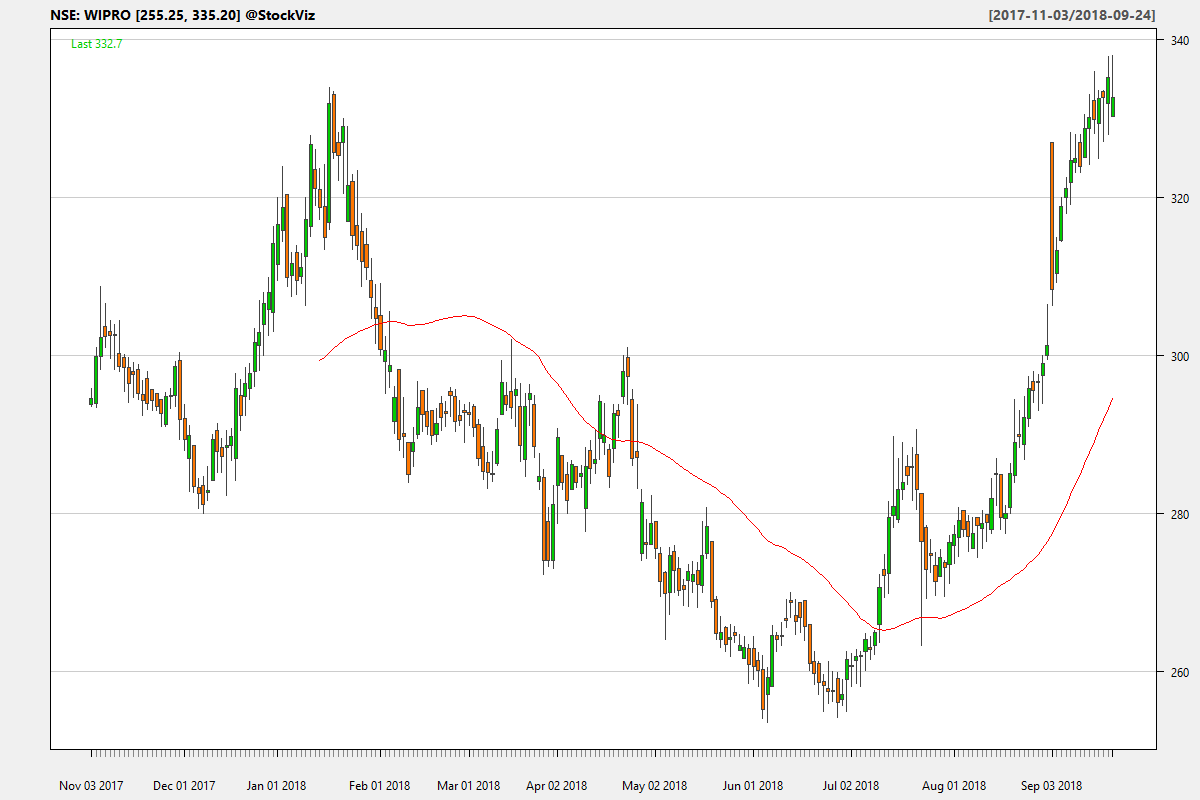 NSE: WIPRO [255.25, 335.20] @StockViz [2017-11-03/2018-09-24]
Last 332.7
340
320
300
280
260
Nov 03 2017 Dec 01 2017 Jan 01 2018 Feb 01 2018 Mar 01 2018 Apr 02 2018 May 02 2018 Jun 01 2018 Jul 02 2018 Aug 01 2018 Sep 03 2018